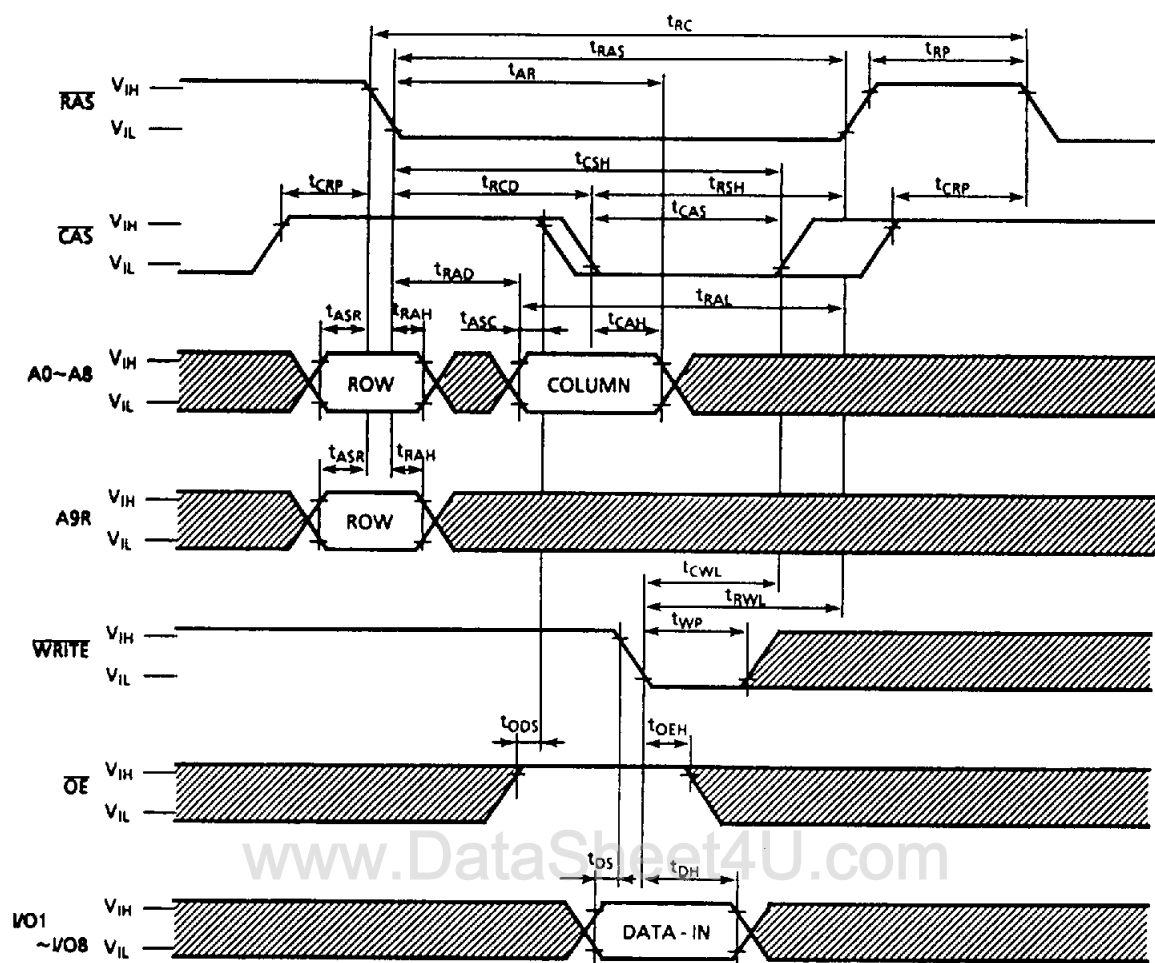 tRC
tRAS
tRP
tAR
RAS
VIH
VIL
tCSH
tCRP
tRCD
tRSH
tCRP
tCAS
CAS
VIH
VIL
tRAD
tRAL
tASR
tRAH
tASC
tCAH
A0~A8
VIH
VIL
ROW
COLUMN
tASR
tRAH
A9R
VIH
VIL
ROW
tCWL
tRWL
tWP
WRITE
VIH
VIL
tODS
tOEH
OE
VIH
VIL
www.DataSheet4U.com
tDS
tDH
I/O1
~I/O8
VIH
VIL
DATA - IN